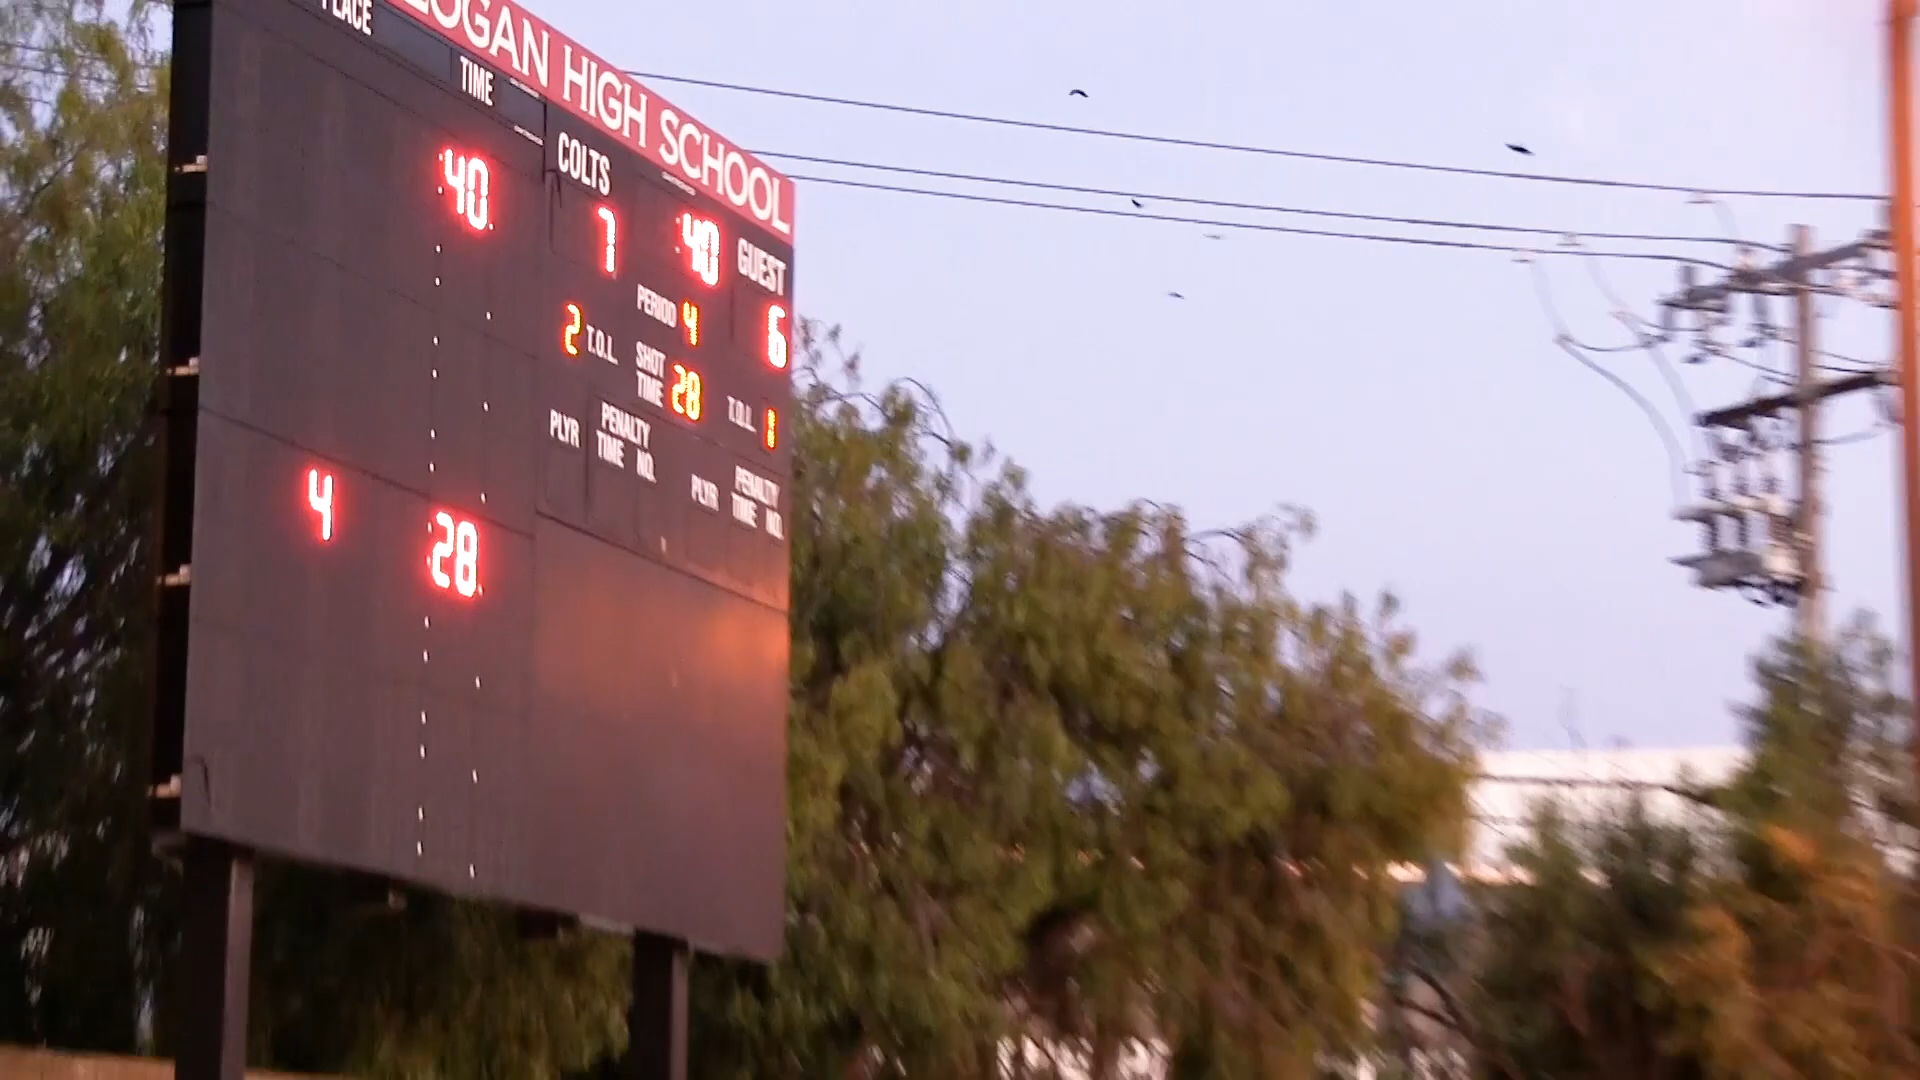 PLACE
LOGAN HIGH SCHOOL
TIME
COLTS
GUEST
40
7
40
6
PERIOD 4
2 T.O.L.
SHOT TIME 28
T.O.L. 1
PLYR PENALTY TIME NO.
PLYR PENALTY TIME NO.
4
28